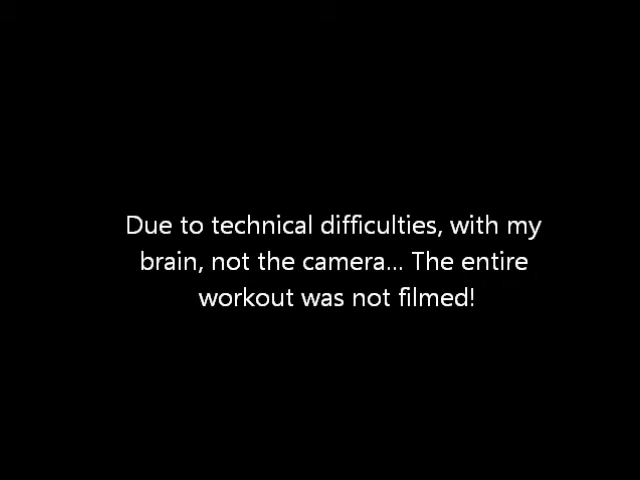 Due to technical difficulties, with my
brain, not the camera... The entire
workout was not filmed!